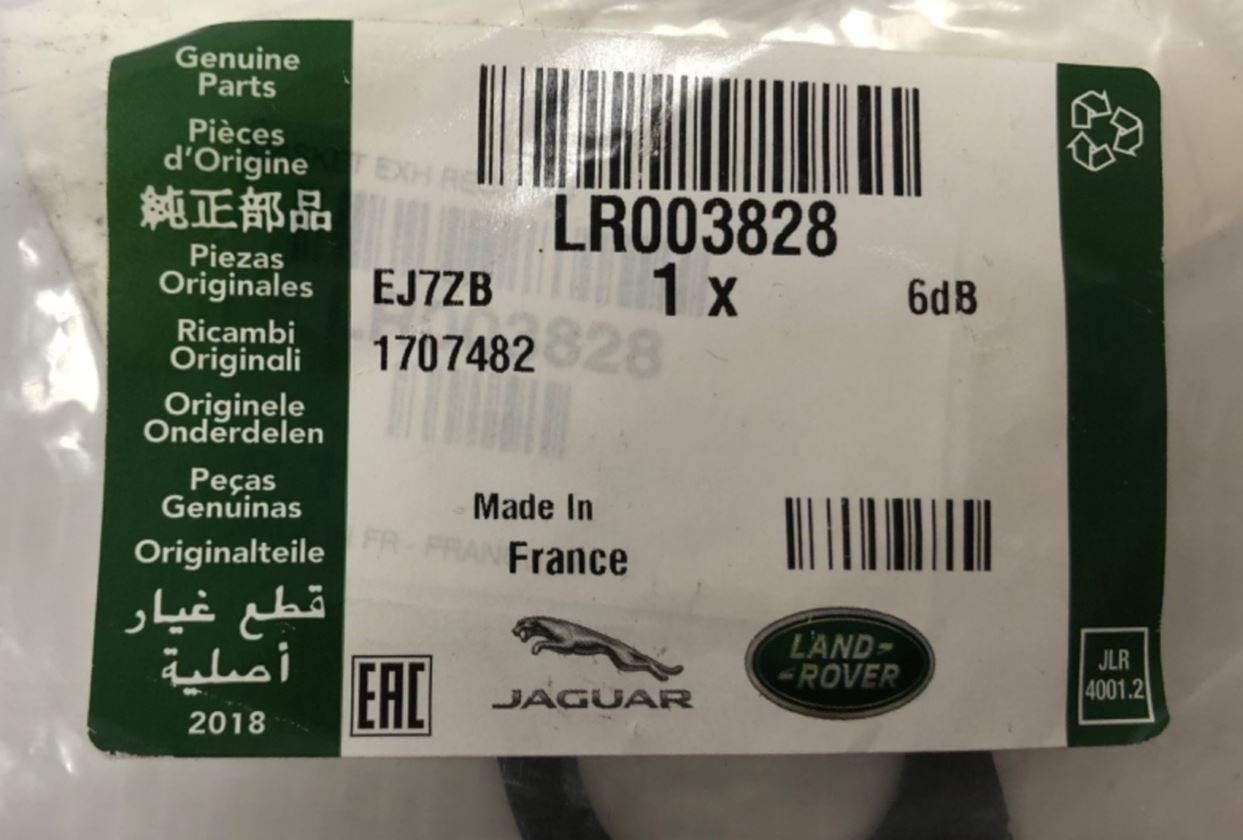 Genuine
Parts
Pièces
d'Origine
純正部品
Piezas
Originales
Ricambi
Originali
Originele
Onderdelen
Peças
Genuinas
Originalteile
قطع غيار
أصلية
2018
LR003828
EJ7ZB 1 x 6dB
1707482
Made In
France
EAC
JAGUAR
LAND-
-ROVER
JLR
4001.2